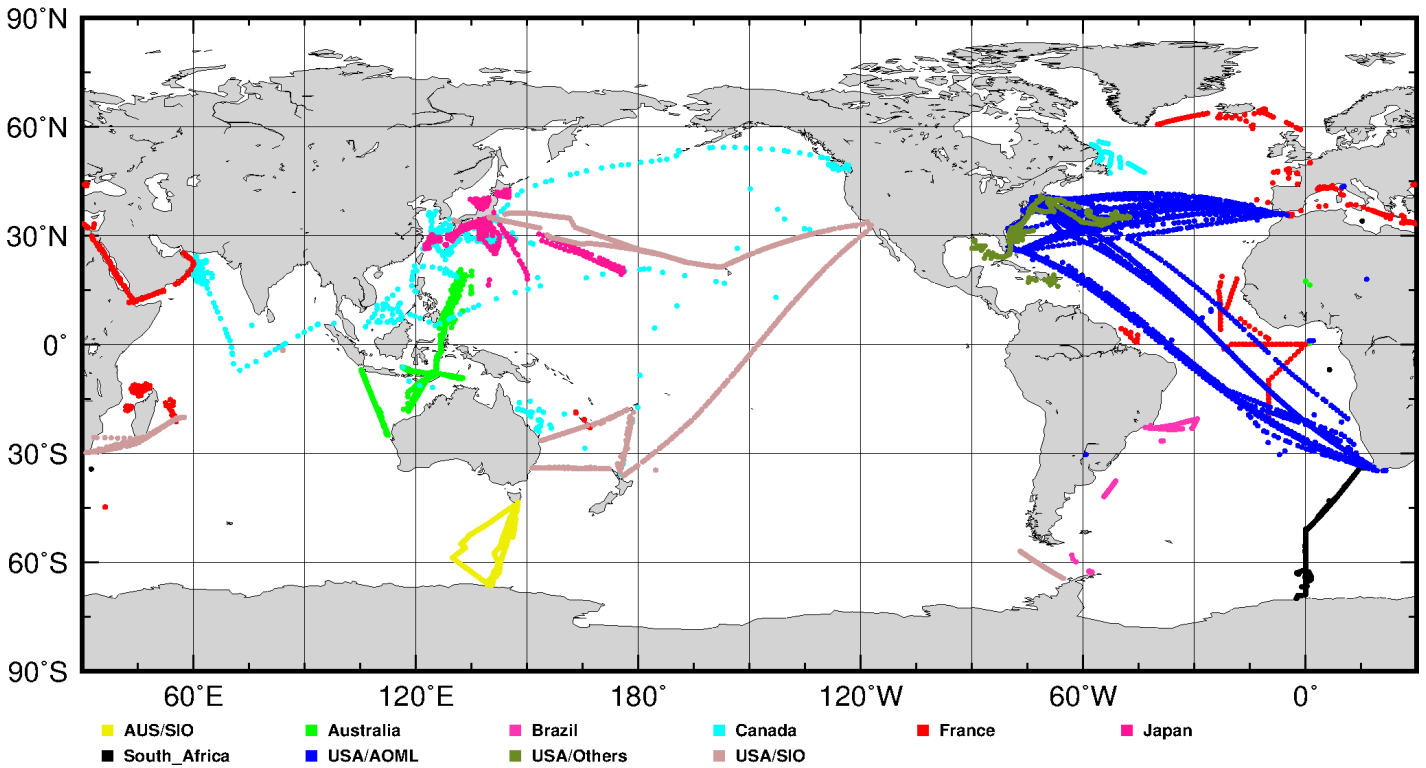 90°N
60°N
30°N
0°
30°S
60°S
90°S
60°E 120°E 180° 120°W 60°W 0°
AUS/SIO Australia Brazil Canada France Japan
South_Africa USA/AOML USA/Others USA/SIO